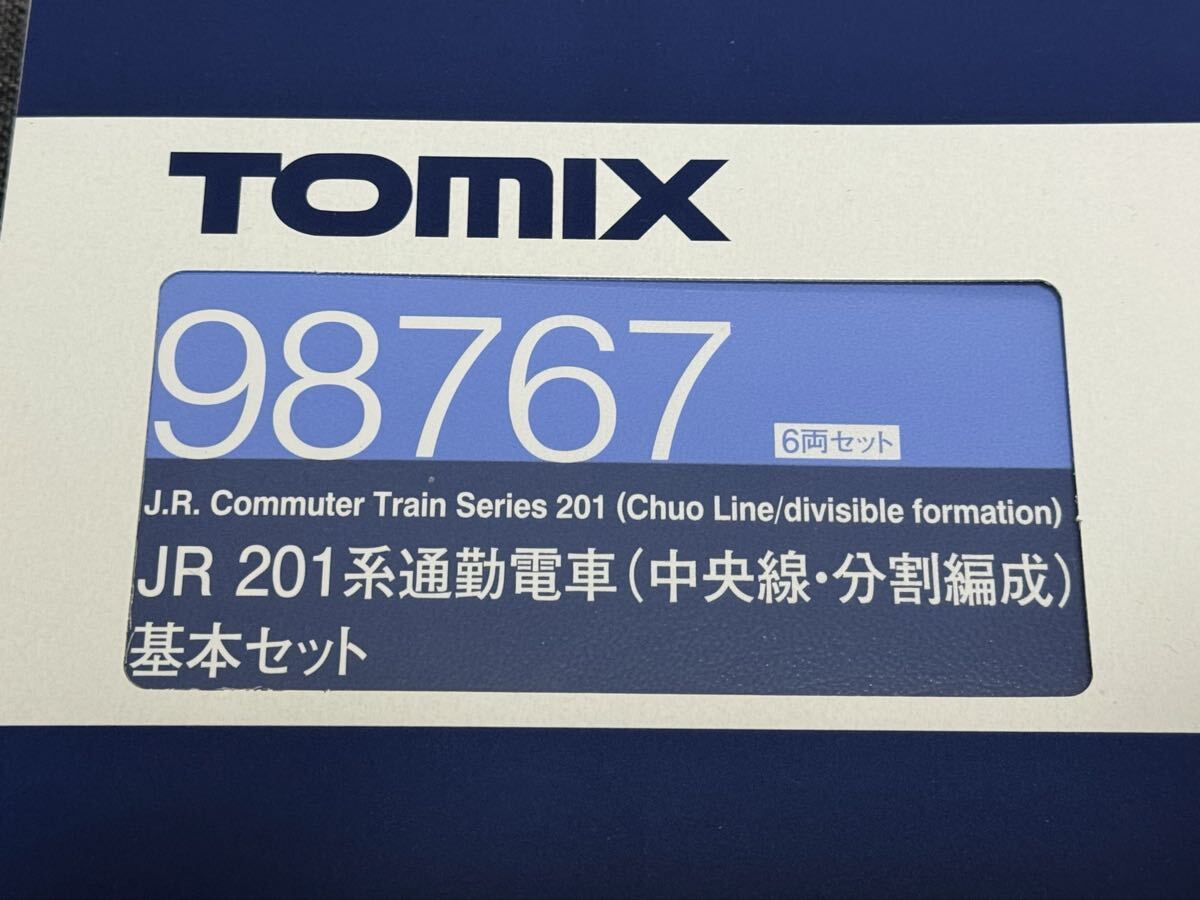 TOMIX
98767 6両セット
J.R. Commuter Train Series 201 (Chuo Line/divisible formation)
JR 201系通勤電車(中央線・分割編成)
基本セット